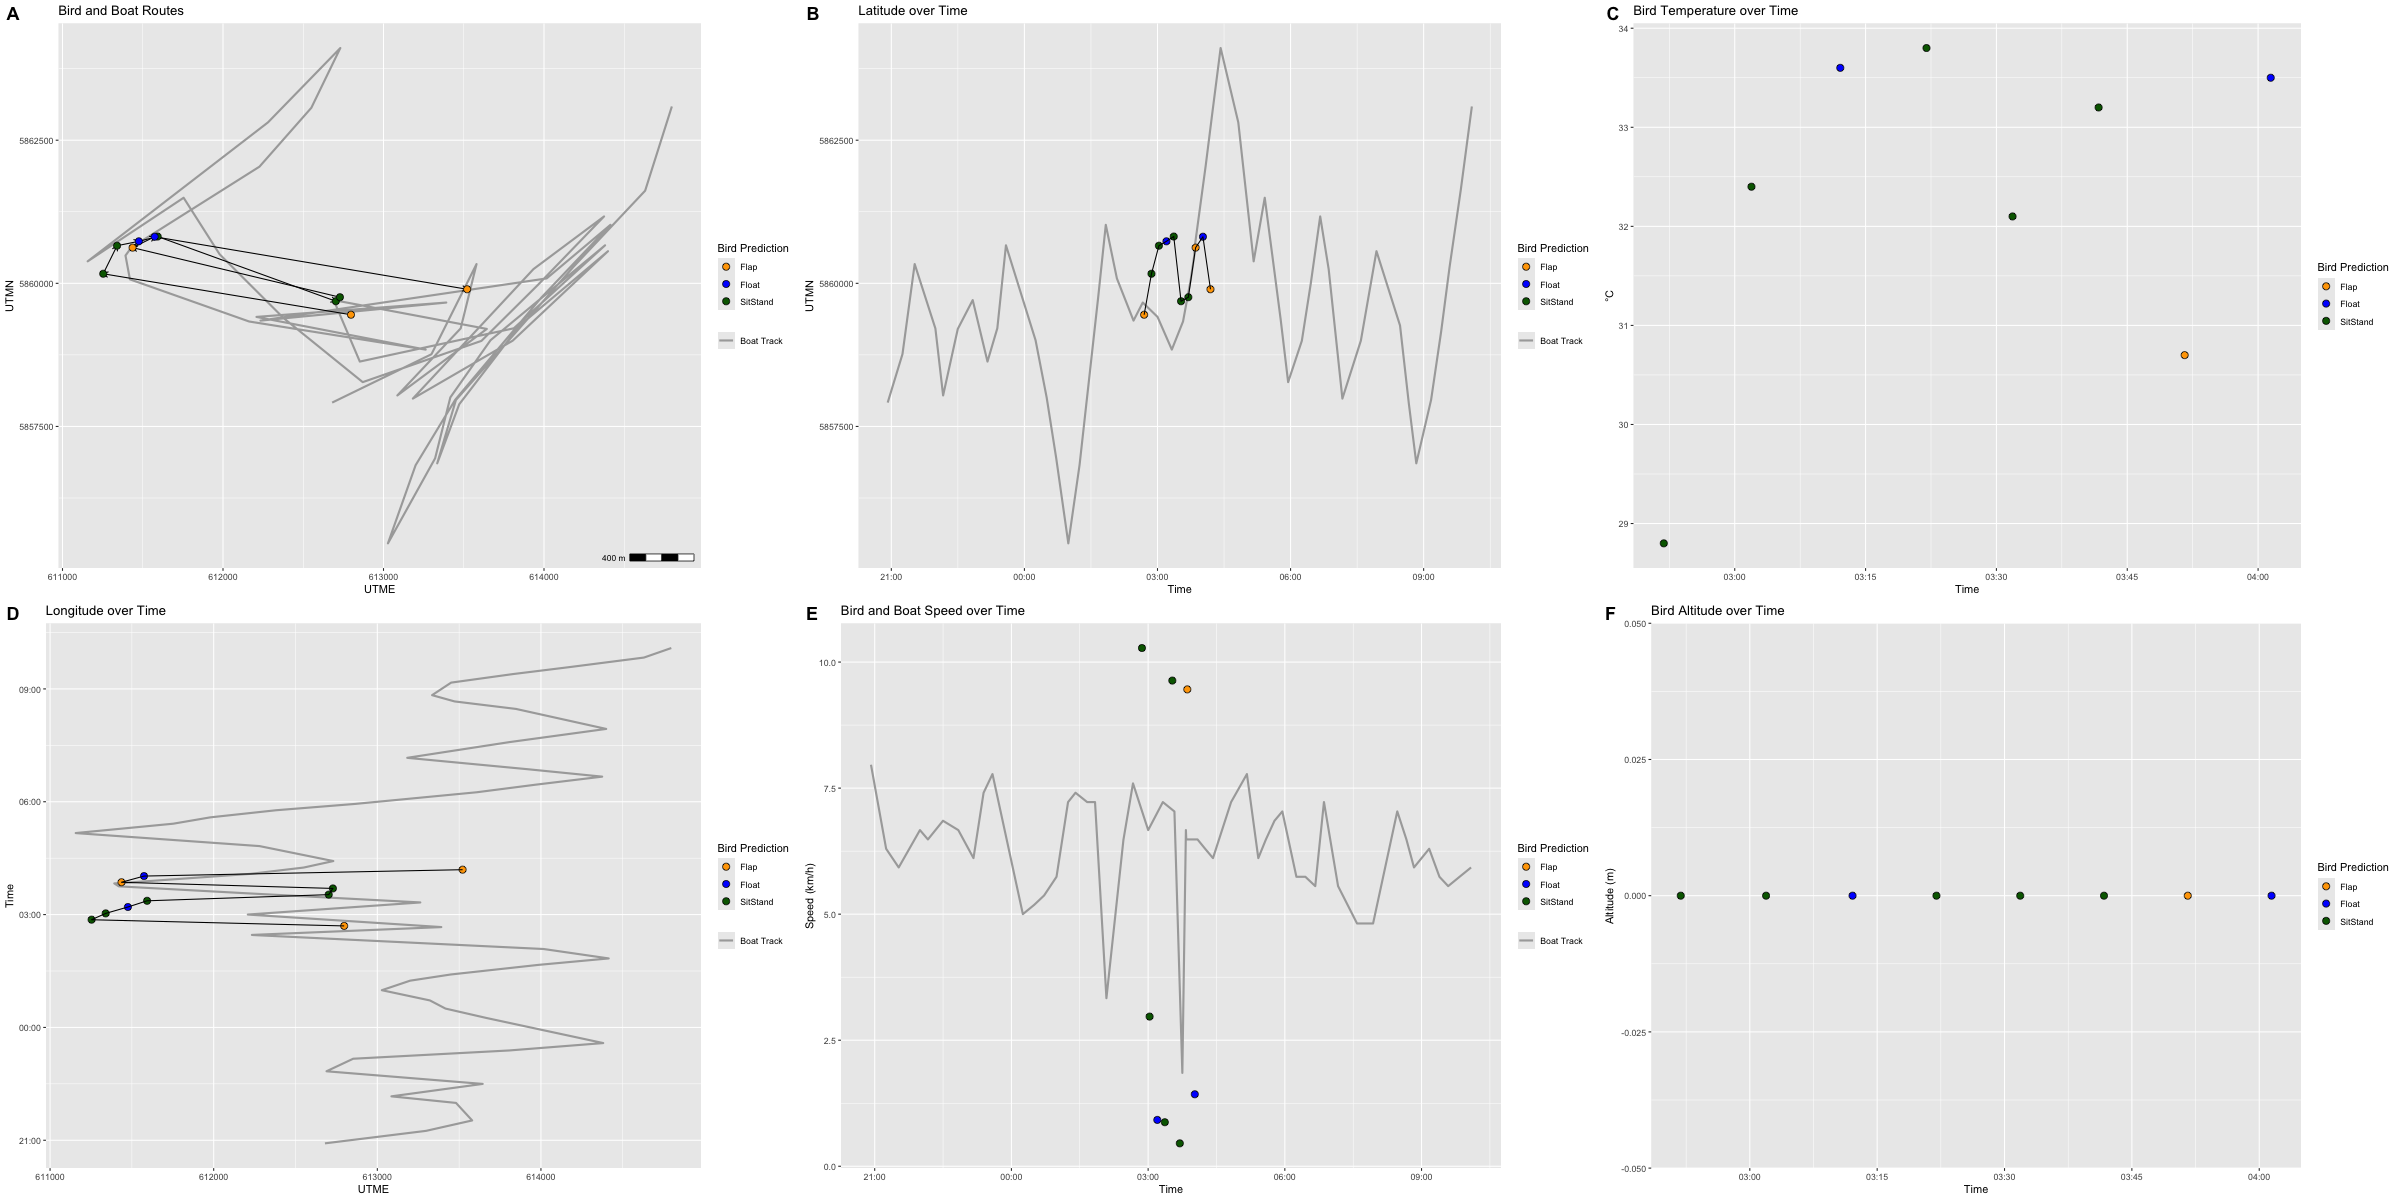 A Bird and Boat Routes
5862500
5860000
5857500
UTMN
400 m
611000 612000 613000 614000
UTME
Bird Prediction
Flap
Float
SitStand
Boat Track
B Latitude over Time
5862500
5860000
5857500
UTMN
21:00 00:00 03:00 06:00 09:00
Time
Bird Prediction
Flap
Float
SitStand
Boat Track
C Bird Temperature over Time
34
33
32
31
30
29
°C
03:00 03:15 03:30 03:45 04:00
Time
Bird Prediction
Flap
Float
SitStand
D Longitude over Time
09:00
06:00
03:00
00:00
21:00
Time
611000 612000 613000 614000
UTME
Bird Prediction
Flap
Float
SitStand
Boat Track
E Bird and Boat Speed over Time
10.0
7.5
5.0
2.5
0.0
Speed (km/h)
21:00 00:00 03:00 06:00 09:00
Time
Bird Prediction
Flap
Float
SitStand
Boat Track
F Bird Altitude over Time
0.050
0.025
0.000
-0.025
-0.050
Altitude (m)
03:00 03:15 03:30 03:45 04:00
Time
Bird Prediction
Flap
Float
SitStand